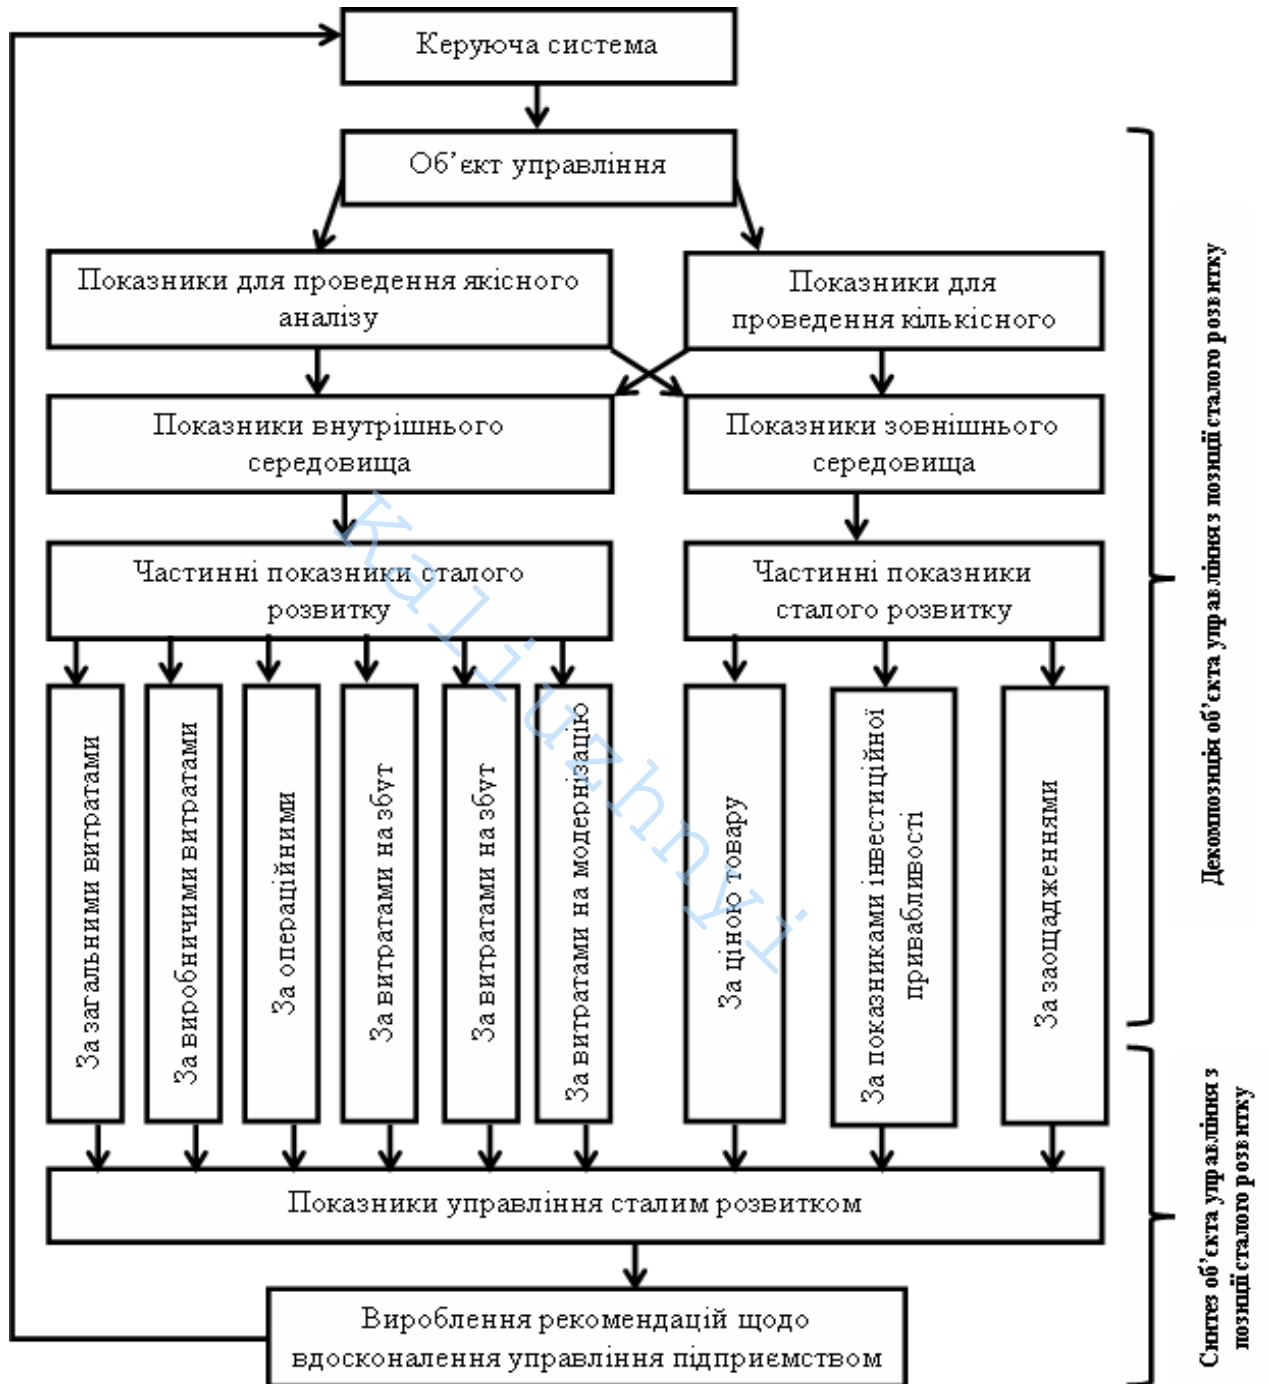 Керуюча система
Об’єкт управління
Показники для проведення якісного
аналізу
Показники для
проведення кількісного
Показники внутрішнього
середовища
Показники зовнішнього
середовища
Частинні показники сталого
розвитку
Частинні показники
сталого розвитку
За загальними витратами
За виробничими витратами
За операційними
За витратами на збут
За витратами на збут
За витратами на модернізацію
За ціною товару
За показниками інвестиційної
привабливості
За заощадженнями
Показники управління сталим розвитком
Вироблення рекомендацій щодо
вдосконалення управління підприємством
Декомпозиція об’єкта управління з позиції сталого розвитку
Синтез об’єкта управління з
позиції сталого розвитку
Kaliuzhnyi